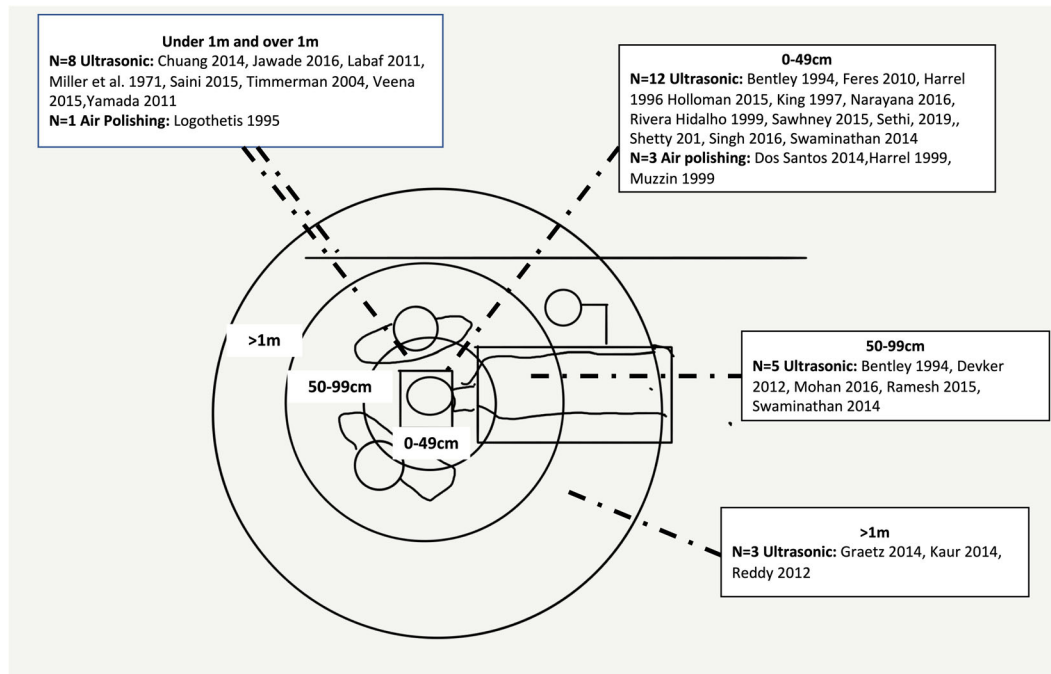 Under 1m and over 1m
N=8 Ultrasonic: Chuang 2014, Jawade 2016, Labaf 2011,
Miller et al. 1971, Saini 2015, Timmerman 2004, Veena
2015,Yamada 2011
N=1 Air Polishing: Logothetis 1995
0-49cm
N=12 Ultrasonic: Bentley 1994, Feres 2010, Harrel
1996 Holloman 2015, King 1997, Narayana 2016,
Rivera Hidalho 1999, Sawhney 2015, Sethi, 2019,,
Shetty 201, Singh 2016, Swaminathan 2014
N=3 Air polishing: Dos Santos 2014,Harrel 1999,
Muzzin 1999
>1m
50-99cm
0-49cm
50-99cm
N=5 Ultrasonic: Bentley 1994, Devker
2012, Mohan 2016, Ramesh 2015,
Swaminathan 2014
>1m
N=3 Ultrasonic: Graetz 2014, Kaur 2014,
Reddy 2012